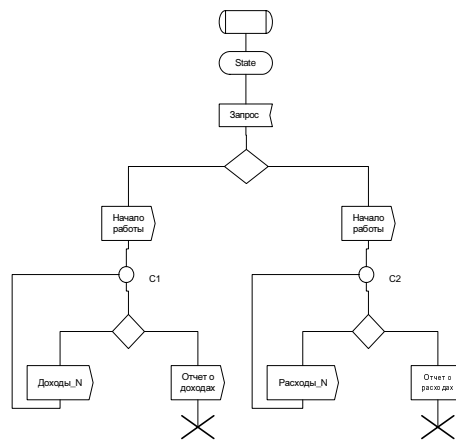 State
Запрос
Начало
работы
Начало
работы
C1
C2
Доходы_N
Отчет о
доходах
Расходы_N
Отчет о
расходах